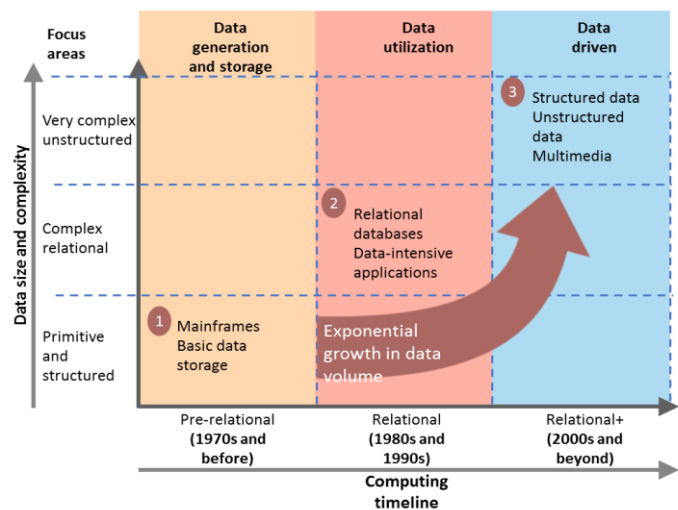 Focus
areas
Data
generation
and storage
Data
utilization
Data
driven
Data size and complexity
Very complex
unstructured
Complex
relational
Primitive
and
structured
3
Structured data
Unstructured
data
Multimedia
2
Relational
databases
Data-intensive
applications
1
Mainframes
Basic data
storage
Exponential
growth in data
volume
Pre-relational
(1970s and
before)
Relational
(1980s and
1990s)
Relational+
(2000s and
beyond)
Computing
timeline